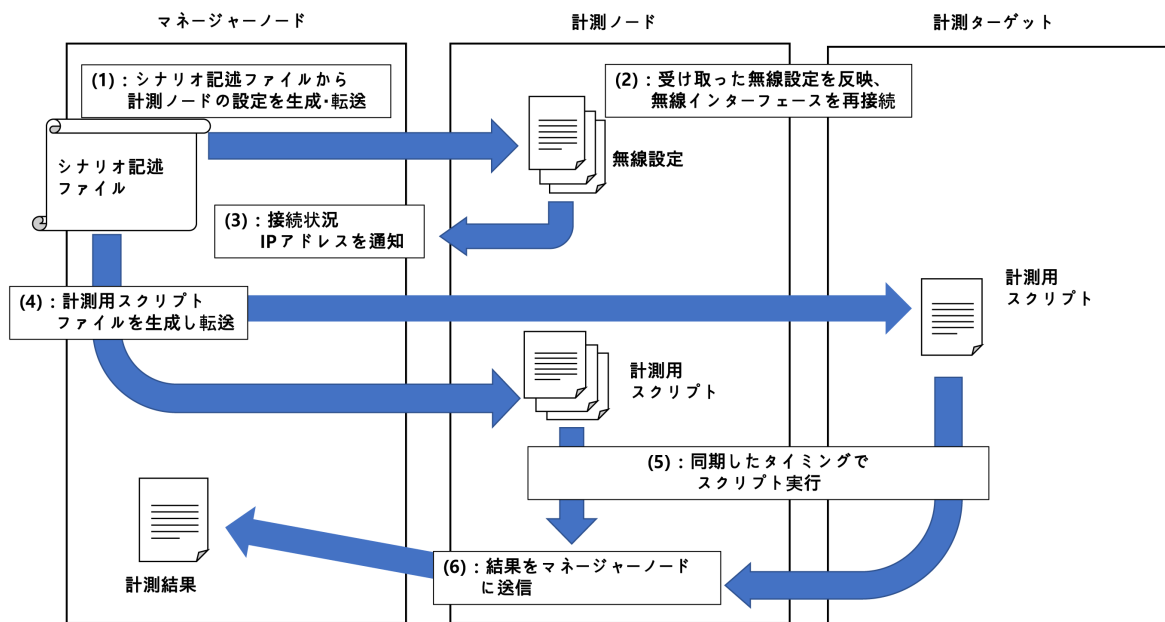 マネージャーノード
計測ノード
計測ターゲット
(1)：シナリオ記述ファイルから
計測ノードの設定を生成・転送
(2)：受け取った無線設定を反映、
無線インターフェースを再接続
シナリオ記述
ファイル
無線設定
(3)：接続状況
IPアドレスを通知
(4)：計測用スクリプト
ファイルを生成し転送
計測用
スクリプト
計測用
スクリプト
(5)：同期したタイミングで
スクリプト実行
(6)：結果をマネージャーノード
に送信
計測結果